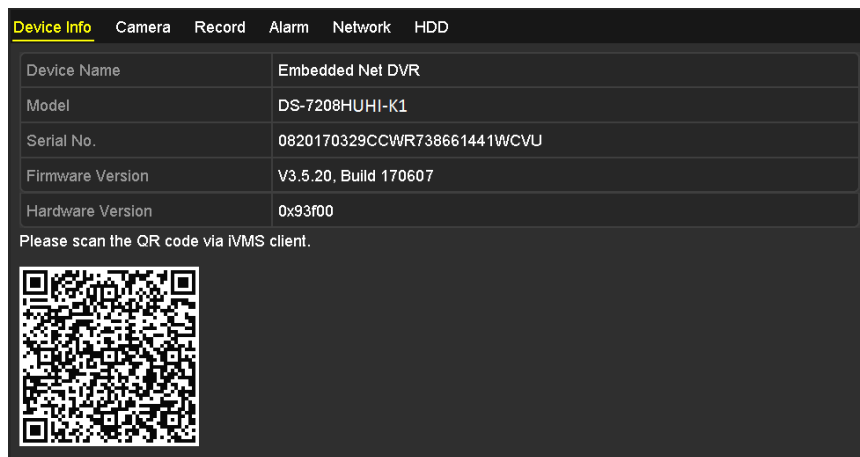 Device Info Camera Record Alarm Network HDD
Device Name Embedded Net DVR
Model DS-7208HUHI-K1
Serial No. 0820170329CCWR738661441WCVU
Firmware Version V3.5.20, Build 170607
Hardware Version 0x93f00
Please scan the QR code via iVMS client.